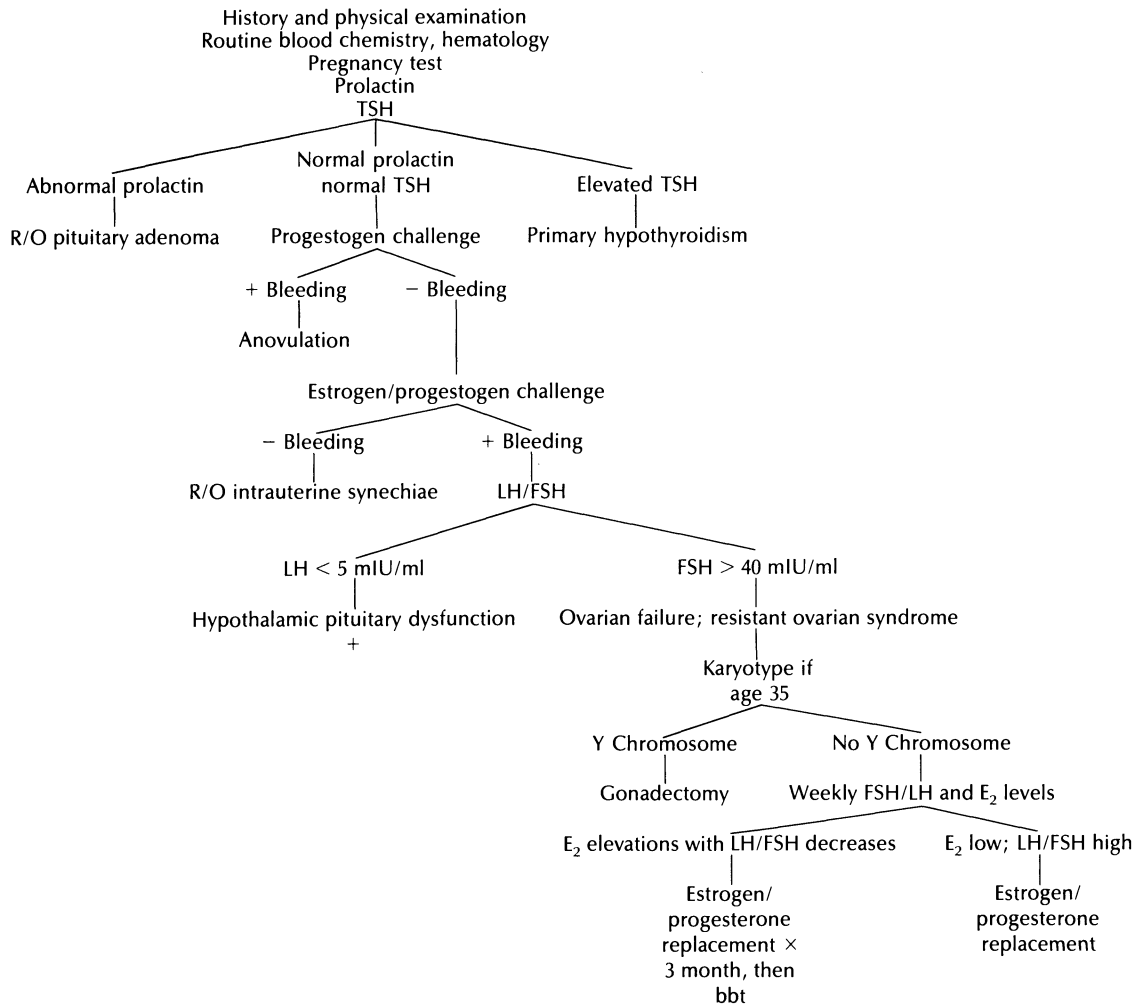 History and physical examination
Routine blood chemistry, hematology
Pregnancy test
Prolactin
TSH
Abnormal prolactin
Normal prolactin
normal TSH
Elevated TSH
R/O pituitary adenoma
Progestogen challenge
Primary hypothyroidism
+ Bleeding
− Bleeding
Anovulation
Estrogen/progestogen challenge
− Bleeding
+ Bleeding
R/O intrauterine synechiae
LH/FSH
LH < 5 mIU/ml
FSH > 40 mIU/ml
Hypothalamic pituitary dysfunction
+
Ovarian failure; resistant ovarian syndrome
Karyotype if
age 35
Y Chromosome
No Y Chromosome
Gonadectomy
Weekly FSH/LH and E₂ levels
E₂ elevations with LH/FSH decreases
E₂ low; LH/FSH high
Estrogen/
progesterone
replacement ×
3 month, then
bbt
Estrogen/
progesterone
replacement